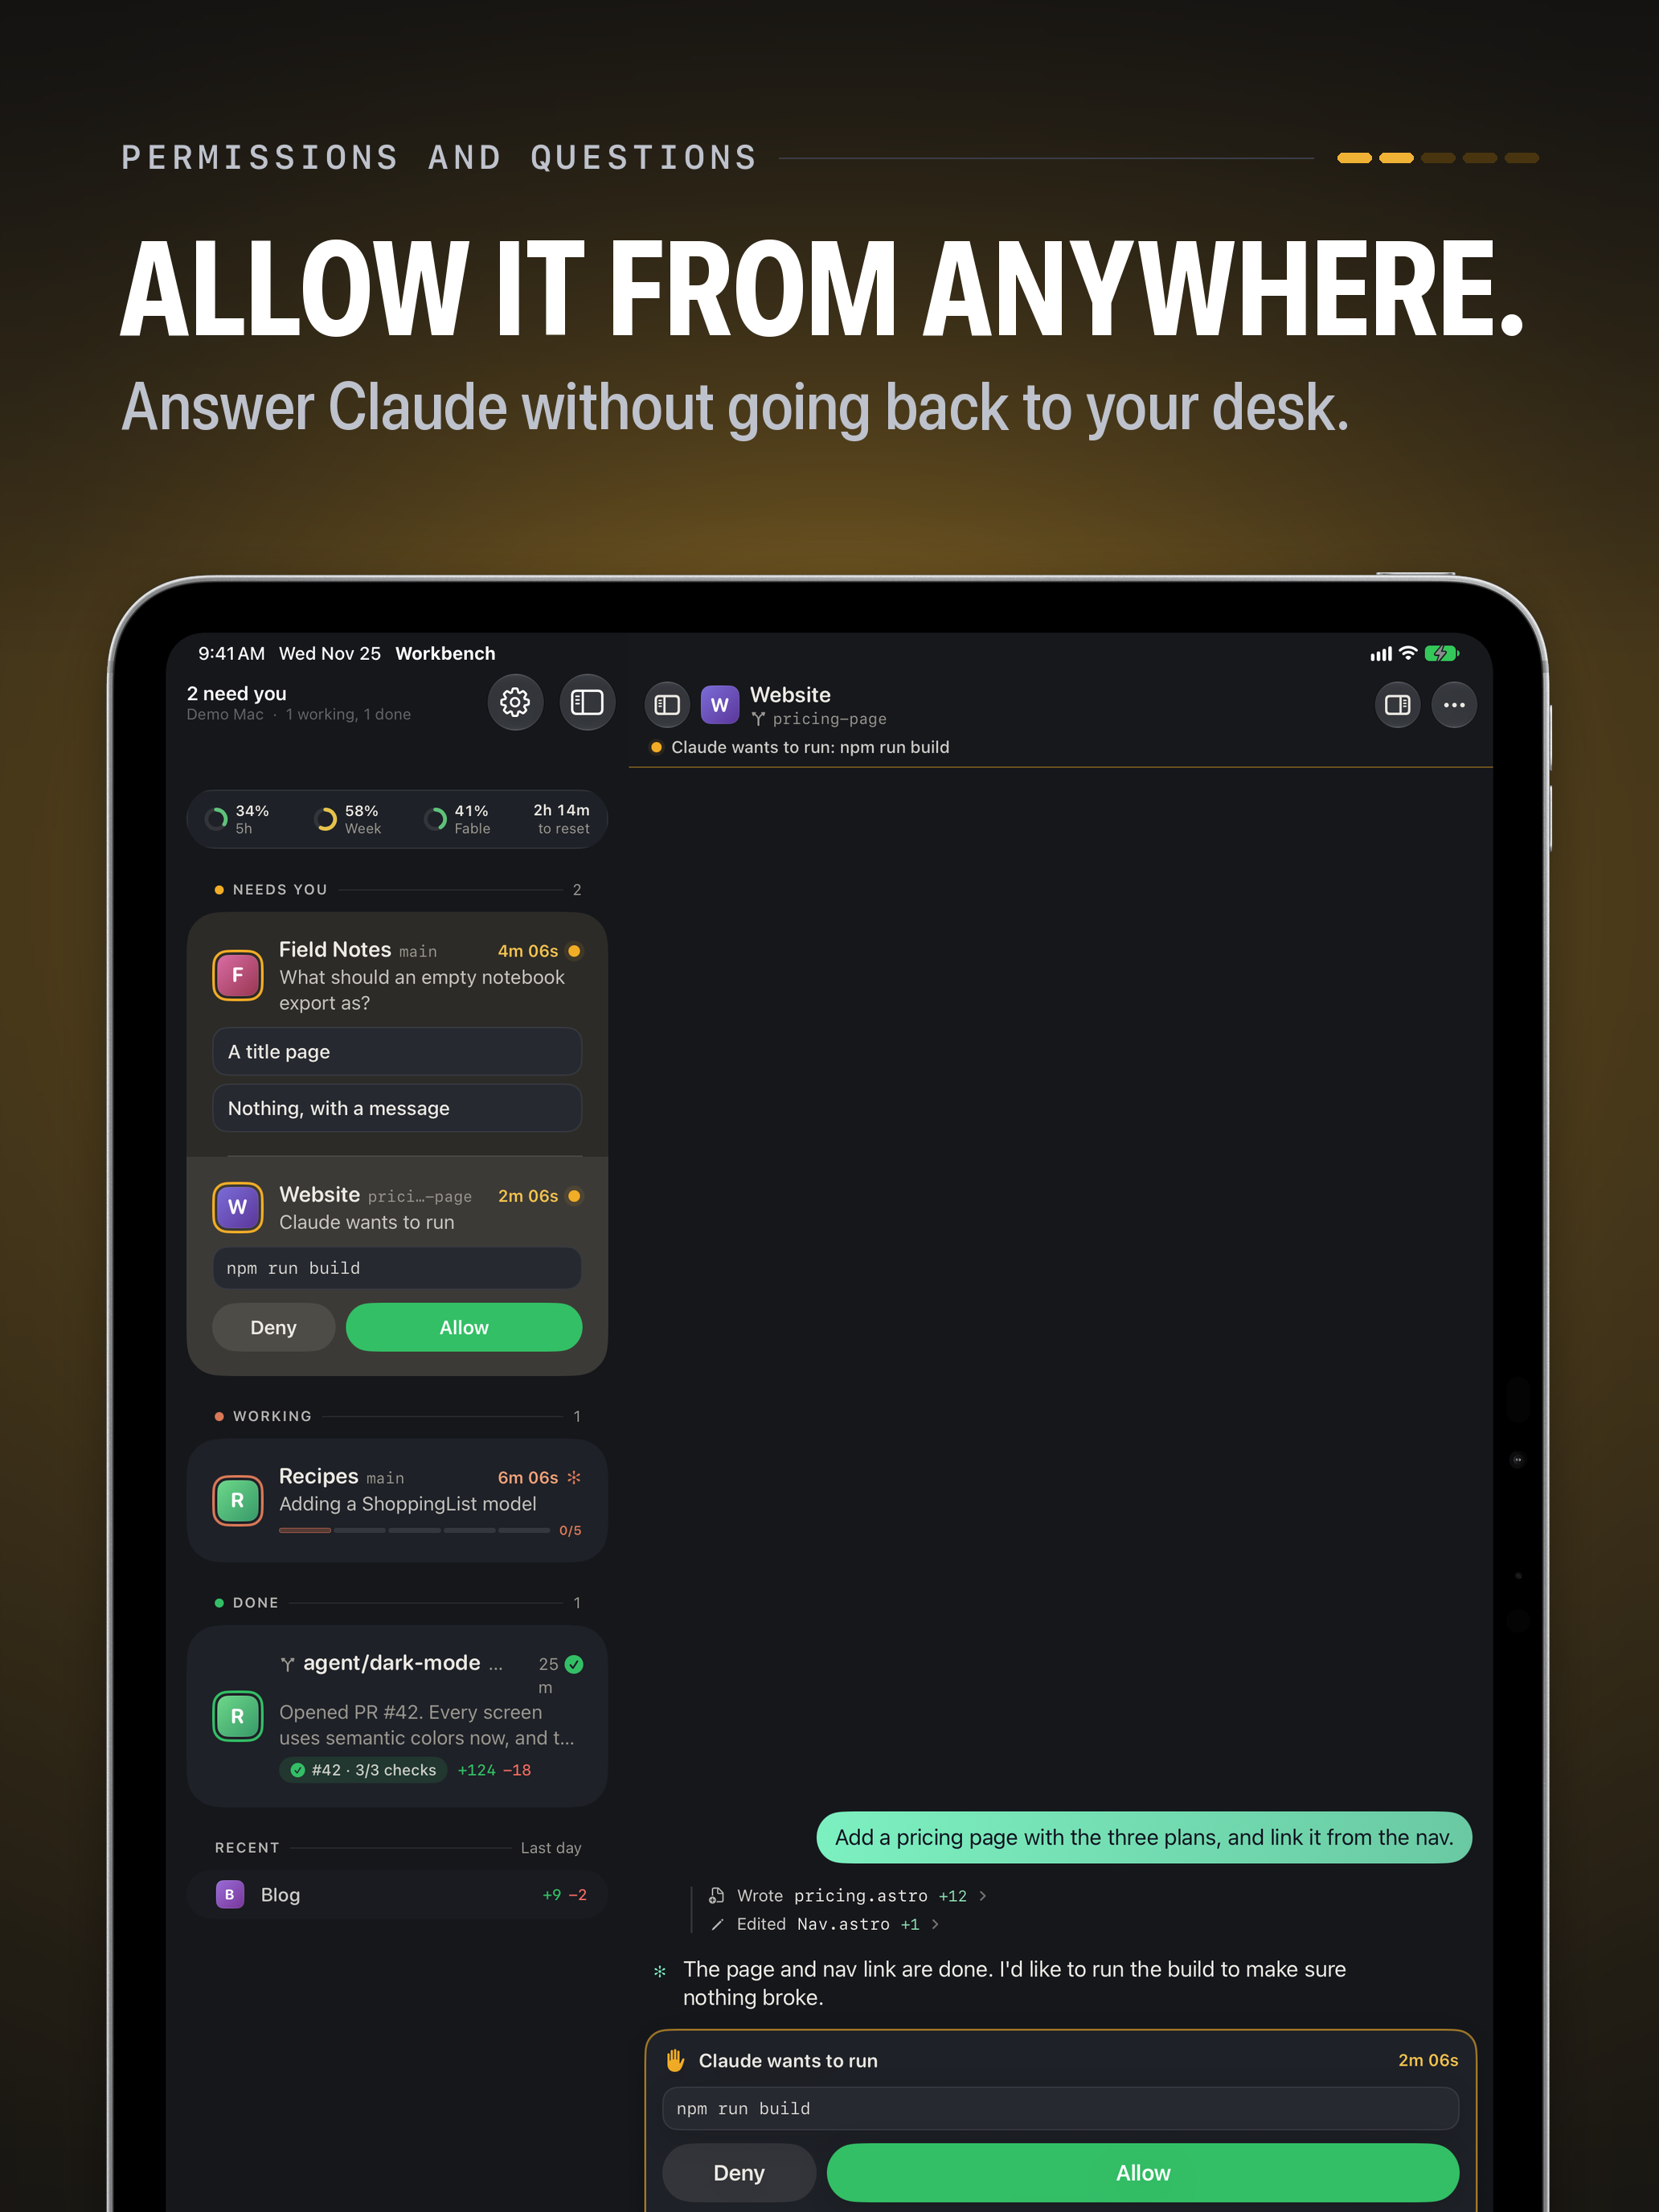 PERMISSIONS AND QUESTIONS
ALLOW IT FROM ANYWHERE.
Answer Claude without going back to your desk.
9:41 AM Wed Nov 25 Workbench
2 need you
Demo Mac · 1 working, 1 done
34%
5h
58%
Week
41%
Fable
2h 14m
to reset
NEEDS YOU 2
F
Field Notes main 4m 06s
What should an empty notebook
export as?
A title page
Nothing, with a message
W
Website prici…-page 2m 06s
Claude wants to run
npm run build
Deny
Allow
WORKING 1
R
Recipes main 6m 06s
Adding a ShoppingList model
0/5
DONE 1
R
agent/dark-mode … 25
m
Opened PR #42. Every screen
uses semantic colors now, and t…
#42 · 3/3 checks +124 −18
RECENT Last day
B
Blog +9 −2
W
Website
pricing-page
Claude wants to run: npm run build
Add a pricing page with the three plans, and link it from the nav.
Wrote pricing.astro +12
Edited Nav.astro +1
The page and nav link are done. I'd like to run the build to make sure
nothing broke.
Claude wants to run 2m 06s
npm run build
Deny
Allow